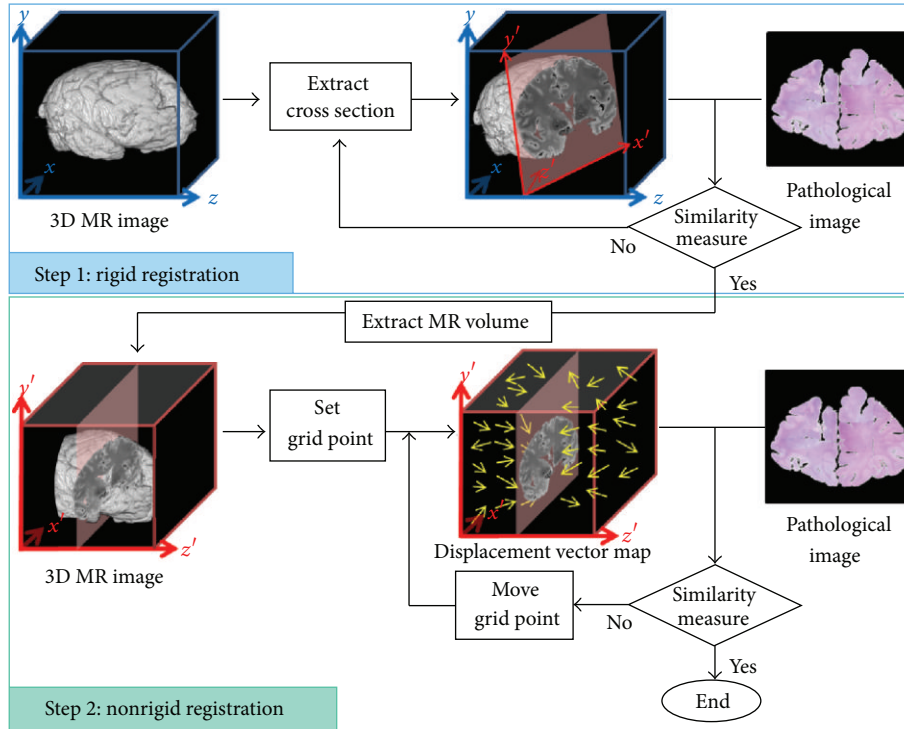 y
x
z
3D MR image
Extract
cross section
y
y′
x
x′
z′
z
Pathological
image
Similarity
measure
No
Yes
Step 1: rigid registration
Extract MR volume
y′
x′
z′
3D MR image
Set
grid point
y′
x′
z′
Displacement vector map
Pathological
image
Move
grid point
No
Similarity
measure
Yes
End
Step 2: nonrigid registration